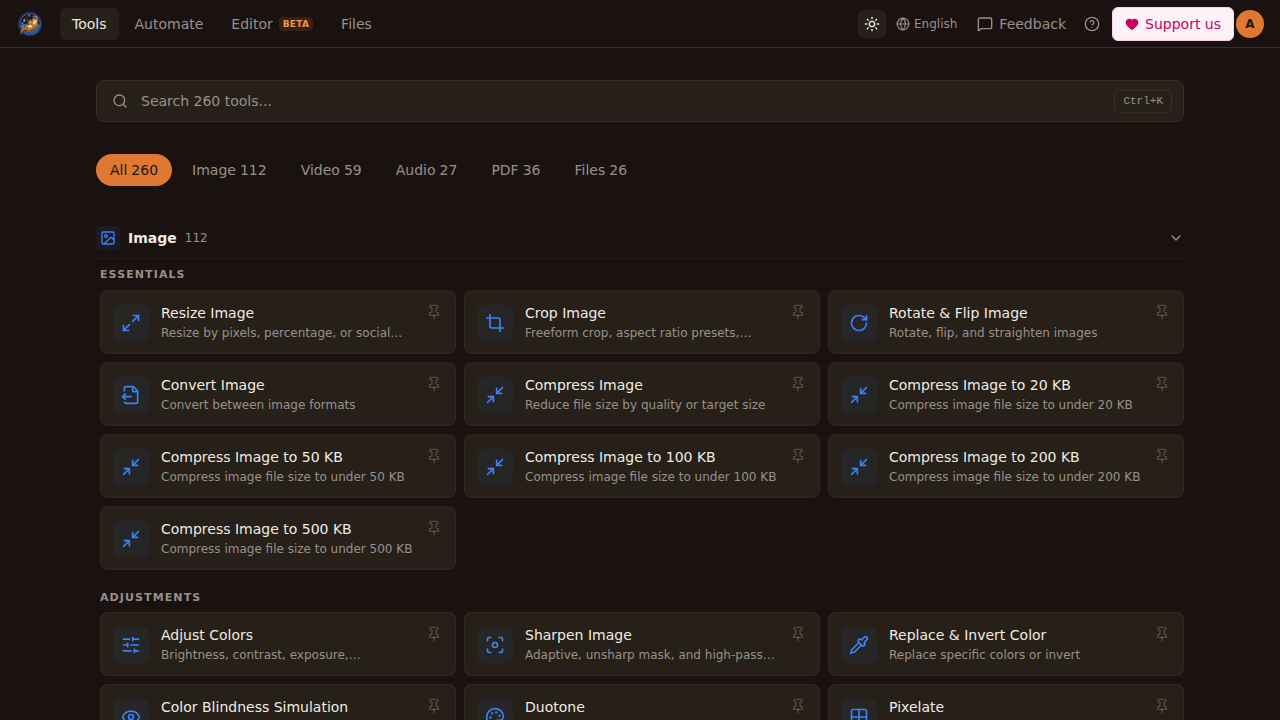 Tools
Automate
Editor BETA
Files
English
Feedback
Support us
A
Search 260 tools...
Ctrl+K
All 260
Image 112
Video 59
Audio 27
PDF 36
Files 26
Image 112
ESSENTIALS
Resize Image
Resize by pixels, percentage, or social…
Crop Image
Freeform crop, aspect ratio presets,…
Rotate & Flip Image
Rotate, flip, and straighten images
Convert Image
Convert between image formats
Compress Image
Reduce file size by quality or target size
Compress Image to 20 KB
Compress image file size to under 20 KB
Compress Image to 50 KB
Compress image file size to under 50 KB
Compress Image to 100 KB
Compress image file size to under 100 KB
Compress Image to 200 KB
Compress image file size to under 200 KB
Compress Image to 500 KB
Compress image file size to under 500 KB
ADJUSTMENTS
Adjust Colors
Brightness, contrast, exposure,…
Sharpen Image
Adaptive, unsharp mask, and high-pass…
Replace & Invert Color
Replace specific colors or invert
Color Blindness Simulation
Duotone
Pixelate